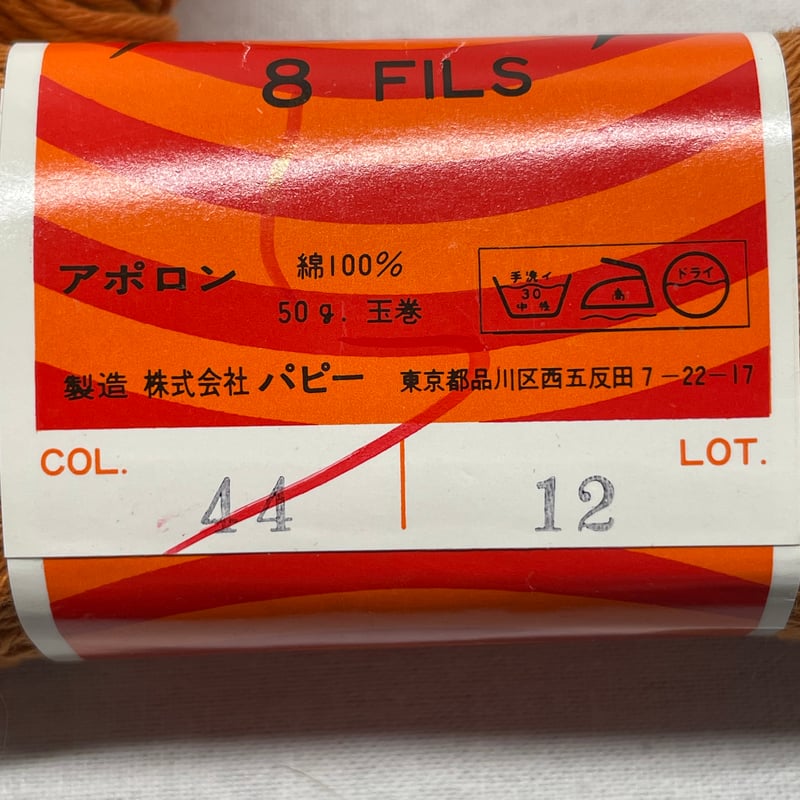 8 FILS
アポロン 綿100%
50g. 玉巻
手洗イ
30
中性
高
ドライ
製造 株式会社 パピー 東京都品川区西五反田7-22-17
COL. LOT.
44 12